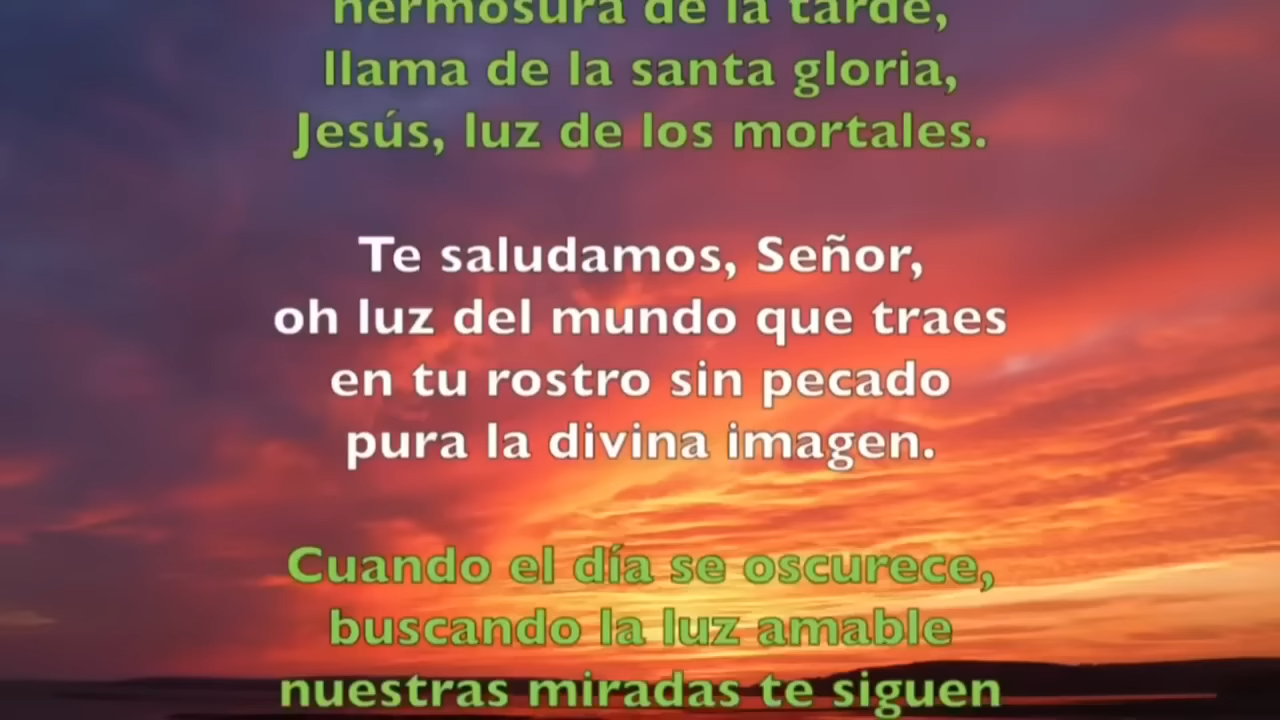 hermosura de la tarde,
llama de la santa gloria,
Jesús, luz de los mortales.
Te saludamos, Señor,
oh luz del mundo que traes
en tu rostro sin pecado
pura la divina imagen.
Cuando el día se oscurece,
buscando la luz amable
nuestras miradas te siguen